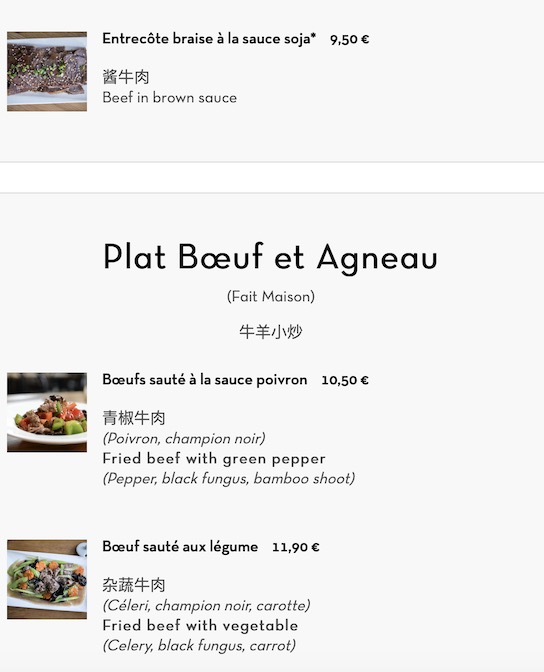 Entrecôte braise à la sauce soja* 9,50 €
酱牛肉
Beef in brown sauce
Plat Bœuf et Agneau
(Fait Maison)
牛羊小炒
Bœufs sauté à la sauce poivron 10,50 €
青椒牛肉
(Poivron, champion noir)
Fried beef with green pepper
(Pepper, black fungus, bamboo shoot)
Bœuf sauté aux légume 11,90 €
杂蔬牛肉
(Céleri, champion noir, carotte)
Fried beef with vegetable
(Celery, black fungus, carrot)